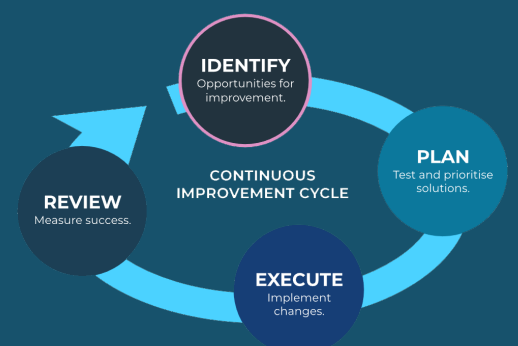 IDENTIFY
Opportunities for
improvement.
PLAN
Test and prioritise
solutions.
CONTINUOUS
IMPROVEMENT CYCLE
REVIEW
Measure success.
EXECUTE
Implement
changes.